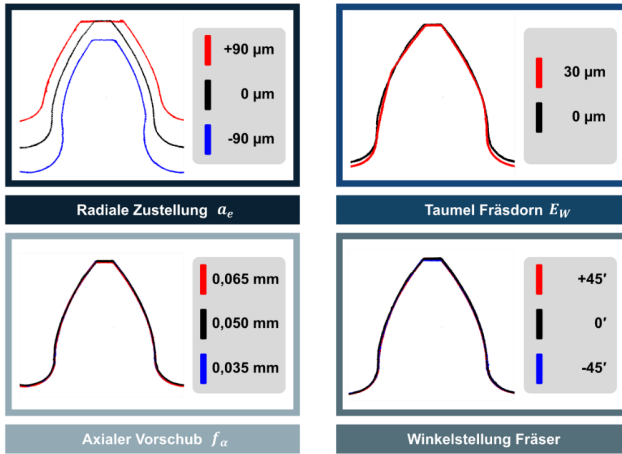 +90 µm
0 µm
-90 µm
Radiale Zustellung a_e
30 µm
0 µm
Taumel Fräsdorn E_W
0,065 mm
0,050 mm
0,035 mm
Axialer Vorschub f_α
+45′
0′
-45′
Winkelstellung Fräser